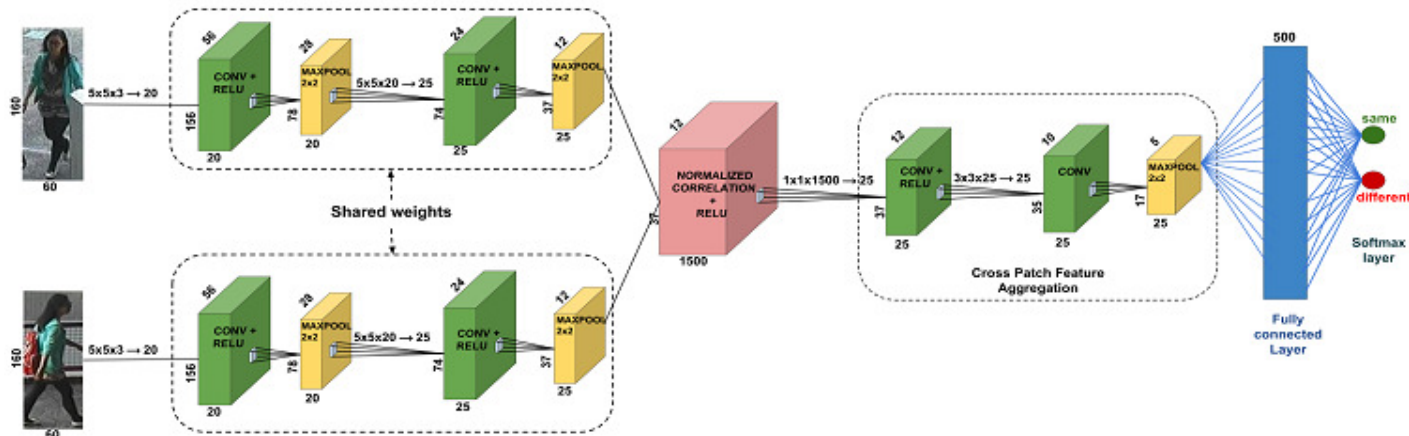 160
60
5x5x3→20
56
CONV +
RELU
156
20
28
MAXPOOL
2x2
78
20
5x5x20→25
24
CONV +
RELU
74
25
12
MAXPOOL
2x2
37
25
Shared weights
160
60
5x5x3→20
56
CONV +
RELU
156
20
28
MAXPOOL
2x2
78
20
5x5x20→25
24
CONV +
RELU
74
25
12
MAXPOOL
2x2
37
25
12
NORMALIZED
CORRELATION
+
RELU
37
1500
1x1x1500→25
12
CONV +
RELU
37
25
3x3x25→25
10
CONV
35
25
5
MAXPOOL
2x2
17
25
Cross Patch Feature
Aggregation
500
Fully
connected
Layer
same
different
Softmax
layer